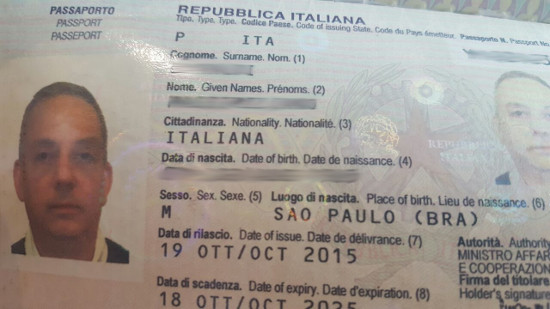 PASSAPORTO
PASSPORT
PASSEPORT
REPUBBLICA ITALIANA
Tipo. Type. Type. Codice Paese. Code of issuing State. Code du Pays émetteur. Passaporto N. Passport No.
P ITA
Cognome. Surname. Nom. (1)
Nome. Given Names. Prénoms. (2)
Cittadinanza. Nationality. Nationalité. (3)
ITALIANA
Data di nascita. Date of birth. Date de naissance. (4)
Sesso. Sex. Sexe. (5) Luogo di nascita. Place of birth. Lieu de naissance. (6)
M SAO PAULO (BRA)
Data di rilascio. Date of issue. Date de délivrance. (7)
19 OTT/OCT 2015
Data di scadenza. Date of expiry. Date d'expiration. (8)
18 OTT/OCT 2025
Autorità. Authority
MINISTRO AFFAR
E COOPERAZION
Firma del titolare
Holder's signature